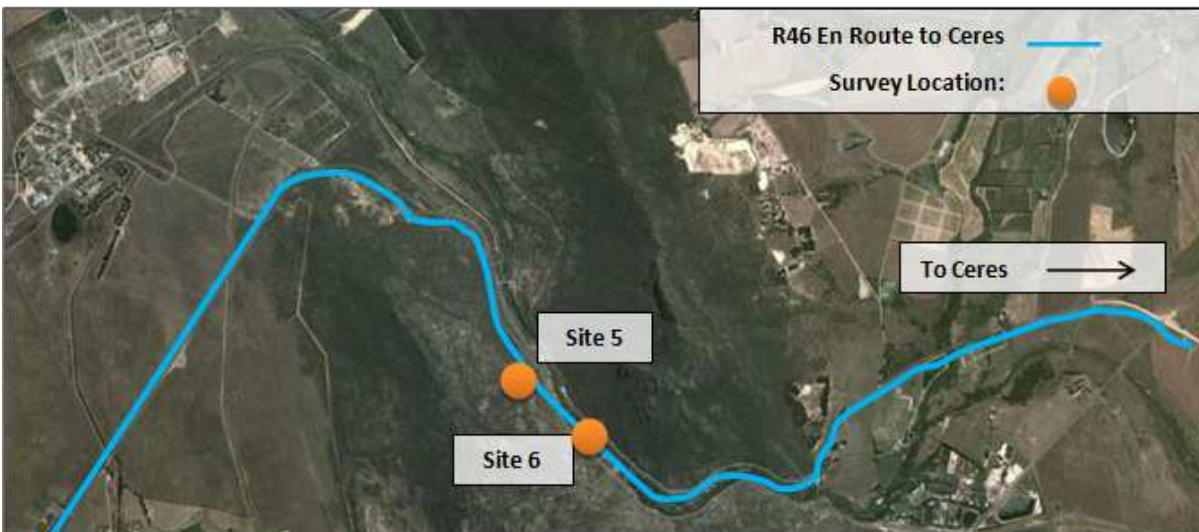 R46 En Route to Ceres
Survey Location:
To Ceres
Site 5
Site 6